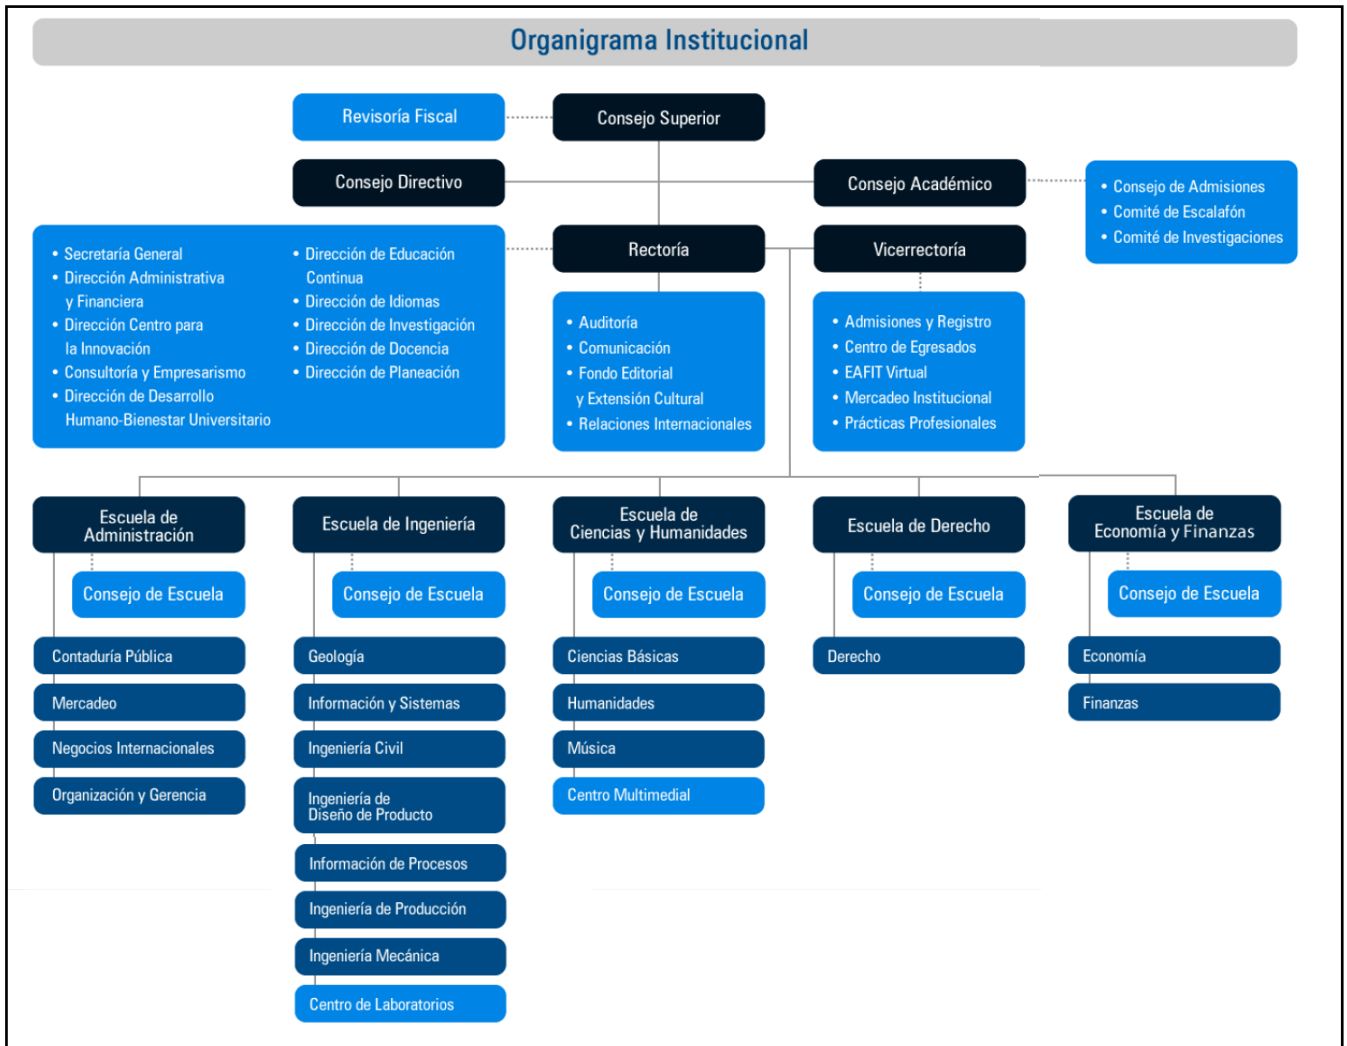 Organigrama Institucional
Revisoría Fiscal
Consejo Superior
Consejo Directivo
Consejo Académico
• Consejo de Admisiones
• Comité de Escalafón
• Comité de Investigaciones
• Secretaría General
• Dirección Administrativa
y Financiera
• Dirección Centro para
la Innovación
• Consultoría y Empresarismo
• Dirección de Desarrollo
Humano-Bienestar Universitario
• Dirección de Educación
Continua
• Dirección de Idiomas
• Dirección de Investigación
• Dirección de Docencia
• Dirección de Planeación
Rectoría
Vicerrectoría
• Auditoría
• Comunicación
• Fondo Editorial
y Extensión Cultural
• Relaciones Internacionales
• Admisiones y Registro
• Centro de Egresados
• EAFIT Virtual
• Mercadeo Institucional
• Prácticas Profesionales
Escuela de
Administración
Consejo de Escuela
Contaduría Pública
Mercadeo
Negocios Internacionales
Organización y Gerencia
Escuela de Ingeniería
Consejo de Escuela
Geología
Información y Sistemas
Ingeniería Civil
Ingeniería de
Diseño de Producto
Información de Procesos
Ingeniería de Producción
Ingeniería Mecánica
Centro de Laboratorios
Escuela de
Ciencias y Humanidades
Consejo de Escuela
Ciencias Básicas
Humanidades
Música
Centro Multimedial
Escuela de Derecho
Consejo de Escuela
Derecho
Escuela de
Economía y Finanzas
Consejo de Escuela
Economía
Finanzas